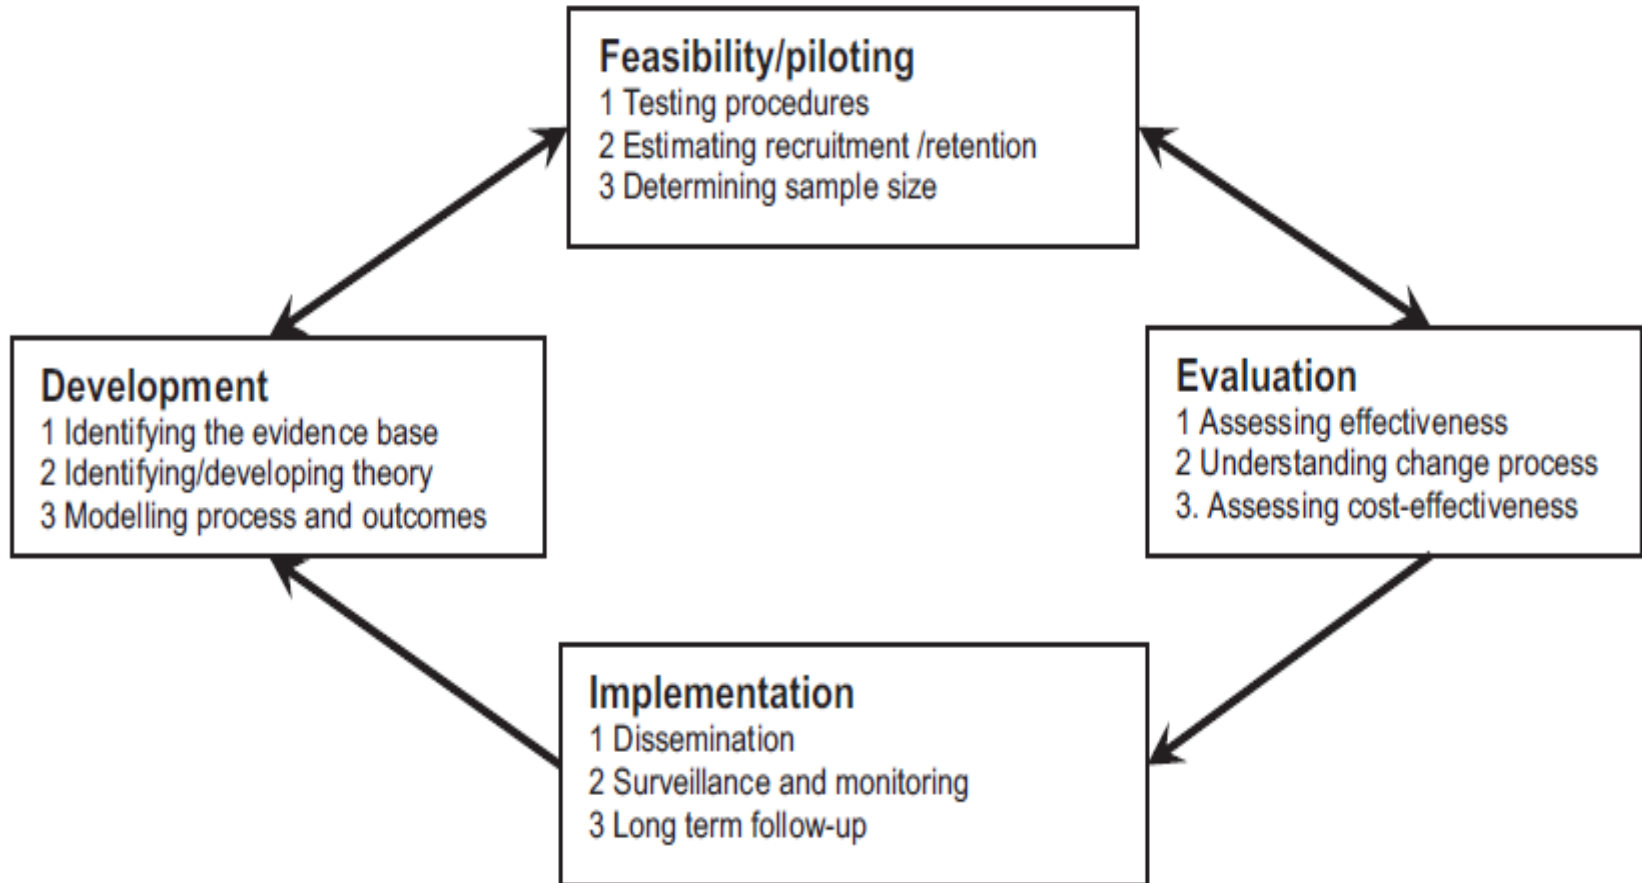 Feasibility/piloting
1 Testing procedures
2 Estimating recruitment /retention
3 Determining sample size
Development
1 Identifying the evidence base
2 Identifying/developing theory
3 Modelling process and outcomes
Evaluation
1 Assessing effectiveness
2 Understanding change process
3. Assessing cost-effectiveness
Implementation
1 Dissemination
2 Surveillance and monitoring
3 Long term follow-up